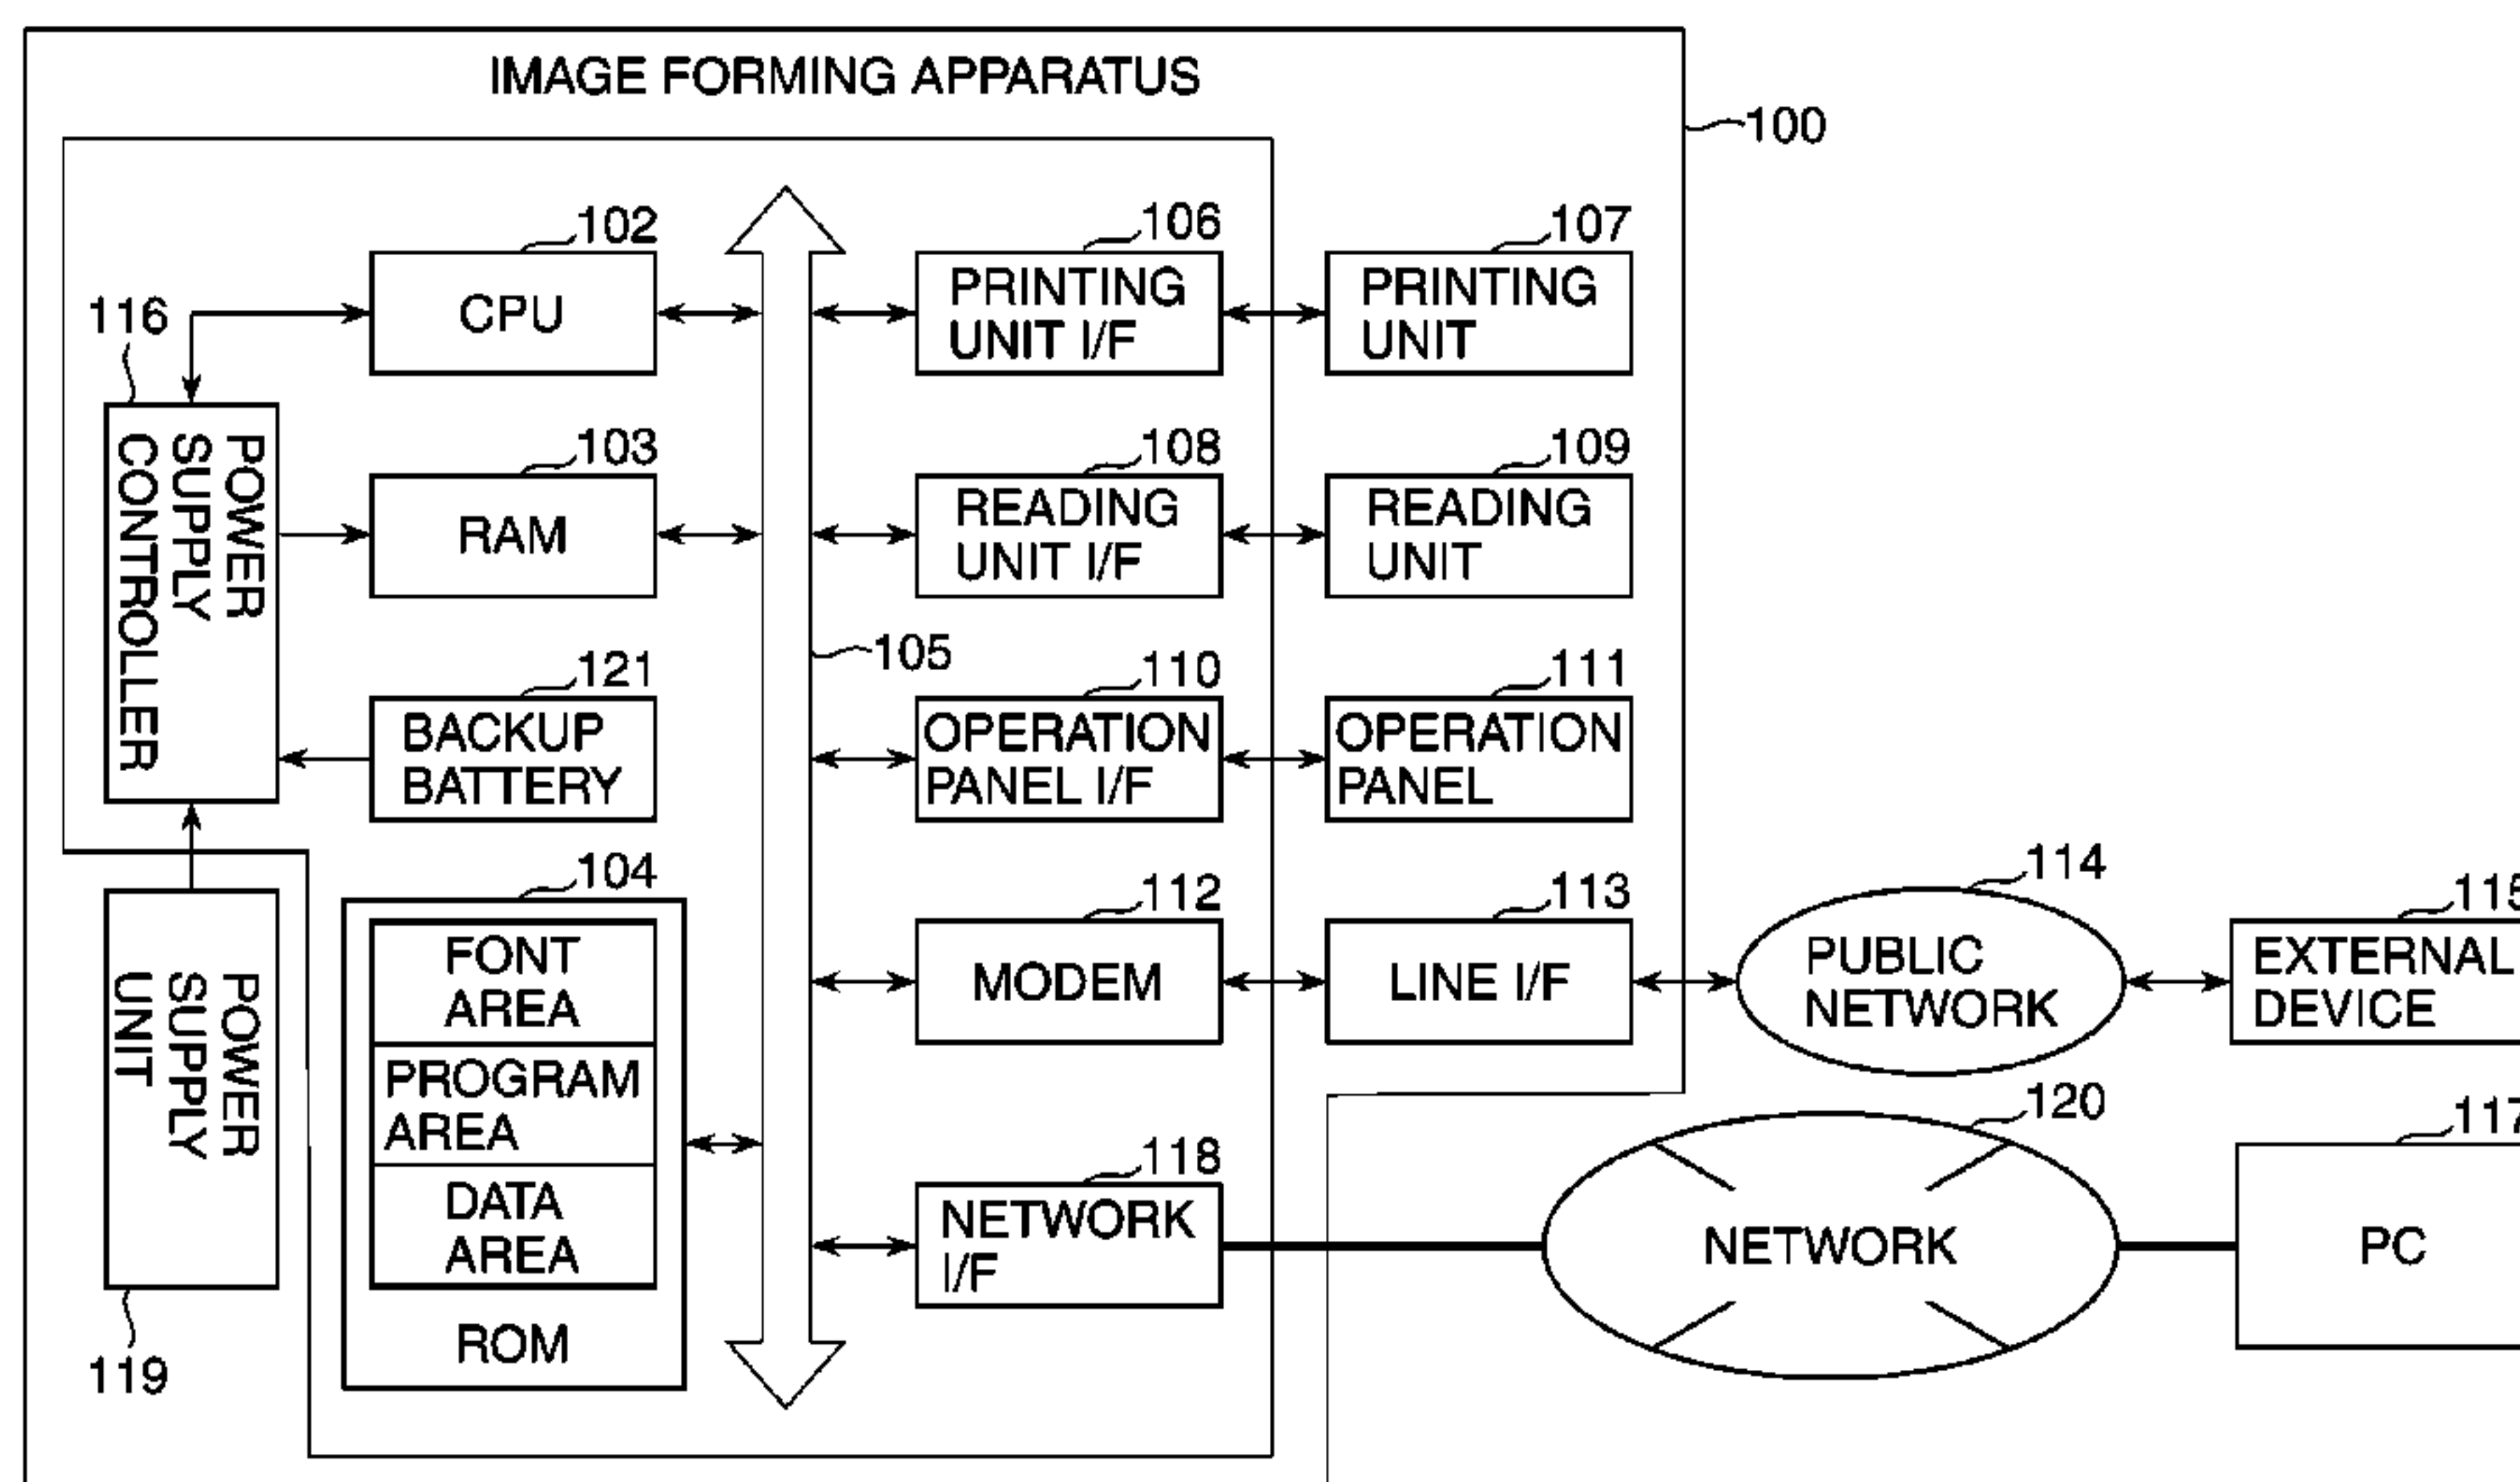 IMAGE FORMING APPARATUS
100
102
CPU
106
PRINTING
UNIT I/F
107
PRINTING
UNIT
116
POWER
SUPPLY
CONTROLLER
103
RAM
108
READING
UNIT I/F
109
READING
UNIT
105
121
BACKUP
BATTERY
110
OPERATION
PANEL I/F
111
OPERATION
PANEL
104
FONT
AREA
PROGRAM
AREA
DATA
AREA
ROM
112
MODEM
113
LINE I/F
114
PUBLIC
NETWORK
115
EXTERNAL
DEVICE
POWER
SUPPLY
UNIT
119
118
NETWORK
I/F
120
NETWORK
117
PC